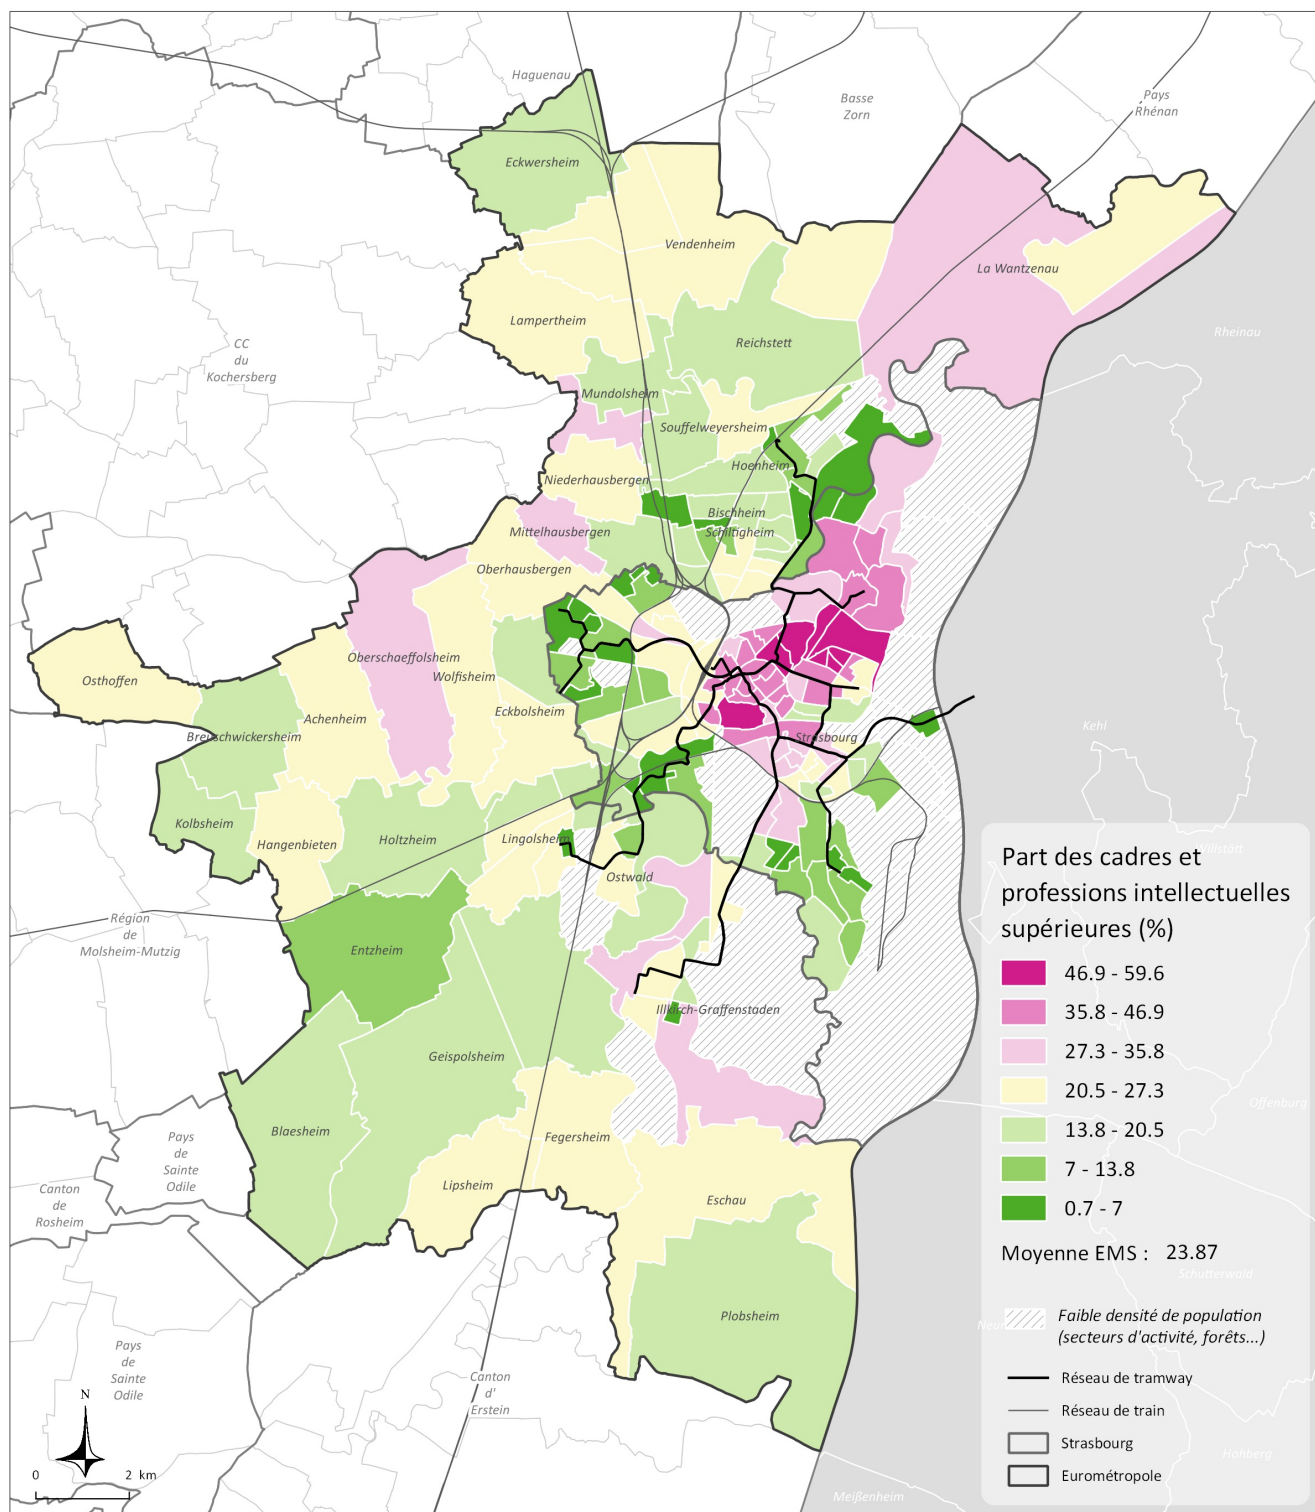 Haguenau
Basse
Zorn
Pays
Rhénan
Eckwersheim
Vendenheim
La Wantzenau
Lampertheim
Rheinau
CC
du
Kochersberg
Reichstett
Mundolsheim
Souffelweyersheim
Hoenheim
Niederhausbergen
Bischheim
Mittelhausbergen
Schiltigheim
Oberhausbergen
Oberschaeffolsheim
Osthoffen
Wolfisheim
Achenheim
Eckbolsheim
Breuschwickersheim
Strasbourg
Kehl
Kolbsheim
Hangenbieten
Holtzheim
Lingolsheim
Willstätt
Ostwald
Région
de
Molsheim-Mutzig
Entzheim
Illkirch-Graffenstaden
Geispolsheim
Blaesheim
Fegersheim
Offenburg
Pays
de
Sainte
Odile
Lipsheim
Eschau
Canton
de
Rosheim
Schutterwald
Plobsheim
Pays
de
Sainte
Odile
Canton
d'
Erstein
Hohberg
Meißenheim
Part des cadres et
professions intellectuelles
supérieures (%)
46.9 - 59.6
35.8 - 46.9
27.3 - 35.8
20.5 - 27.3
13.8 - 20.5
7 - 13.8
0.7 - 7
Moyenne EMS : 23.87
Faible densité de population
(secteurs d'activité, forêts...)
Réseau de tramway
Réseau de train
Strasbourg
Eurométropole
N
0 2 km